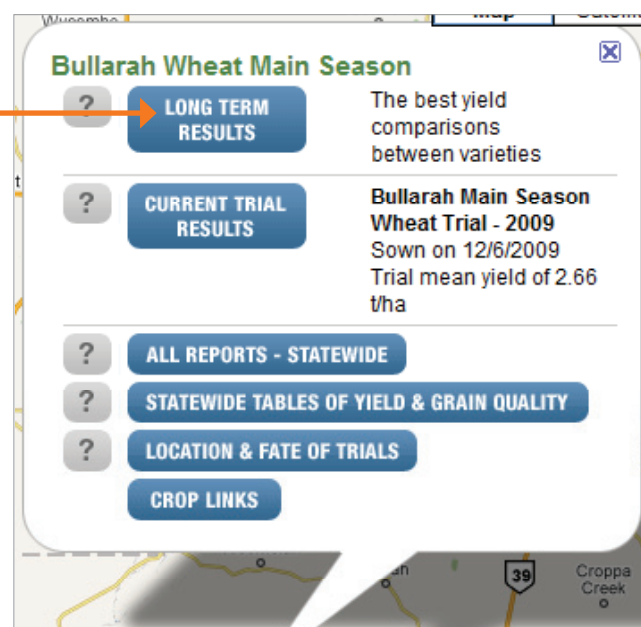 Map
Bullarah Wheat Main Season
?
LONG TERM
RESULTS
The best yield
comparisons
between varieties
?
CURRENT TRIAL
RESULTS
Bullarah Main Season
Wheat Trial - 2009
Sown on 12/6/2009
Trial mean yield of 2.66
t/ha
? ALL REPORTS - STATEWIDE
? STATEWIDE TABLES OF YIELD & GRAIN QUALITY
? LOCATION & FATE OF TRIALS
CROP LINKS
39
Croppa
Creek